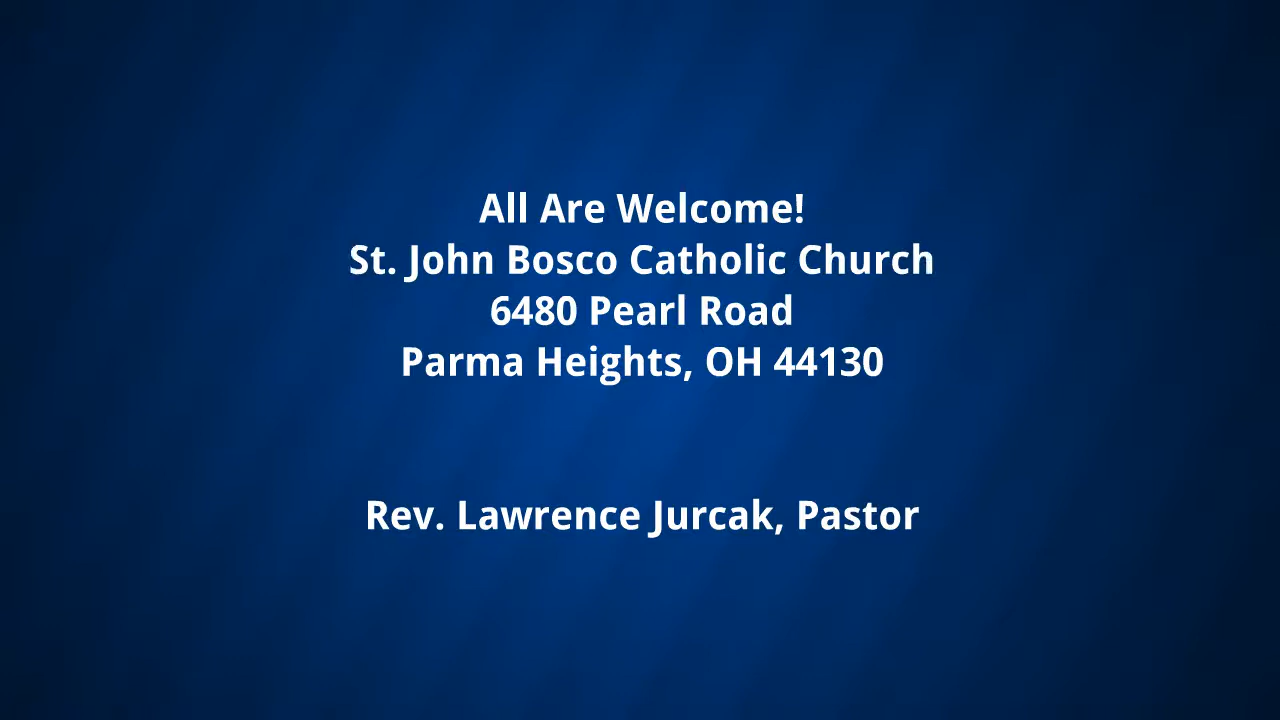 All Are Welcome!
St. John Bosco Catholic Church
6480 Pearl Road
Parma Heights, OH 44130
Rev. Lawrence Jurcak, Pastor